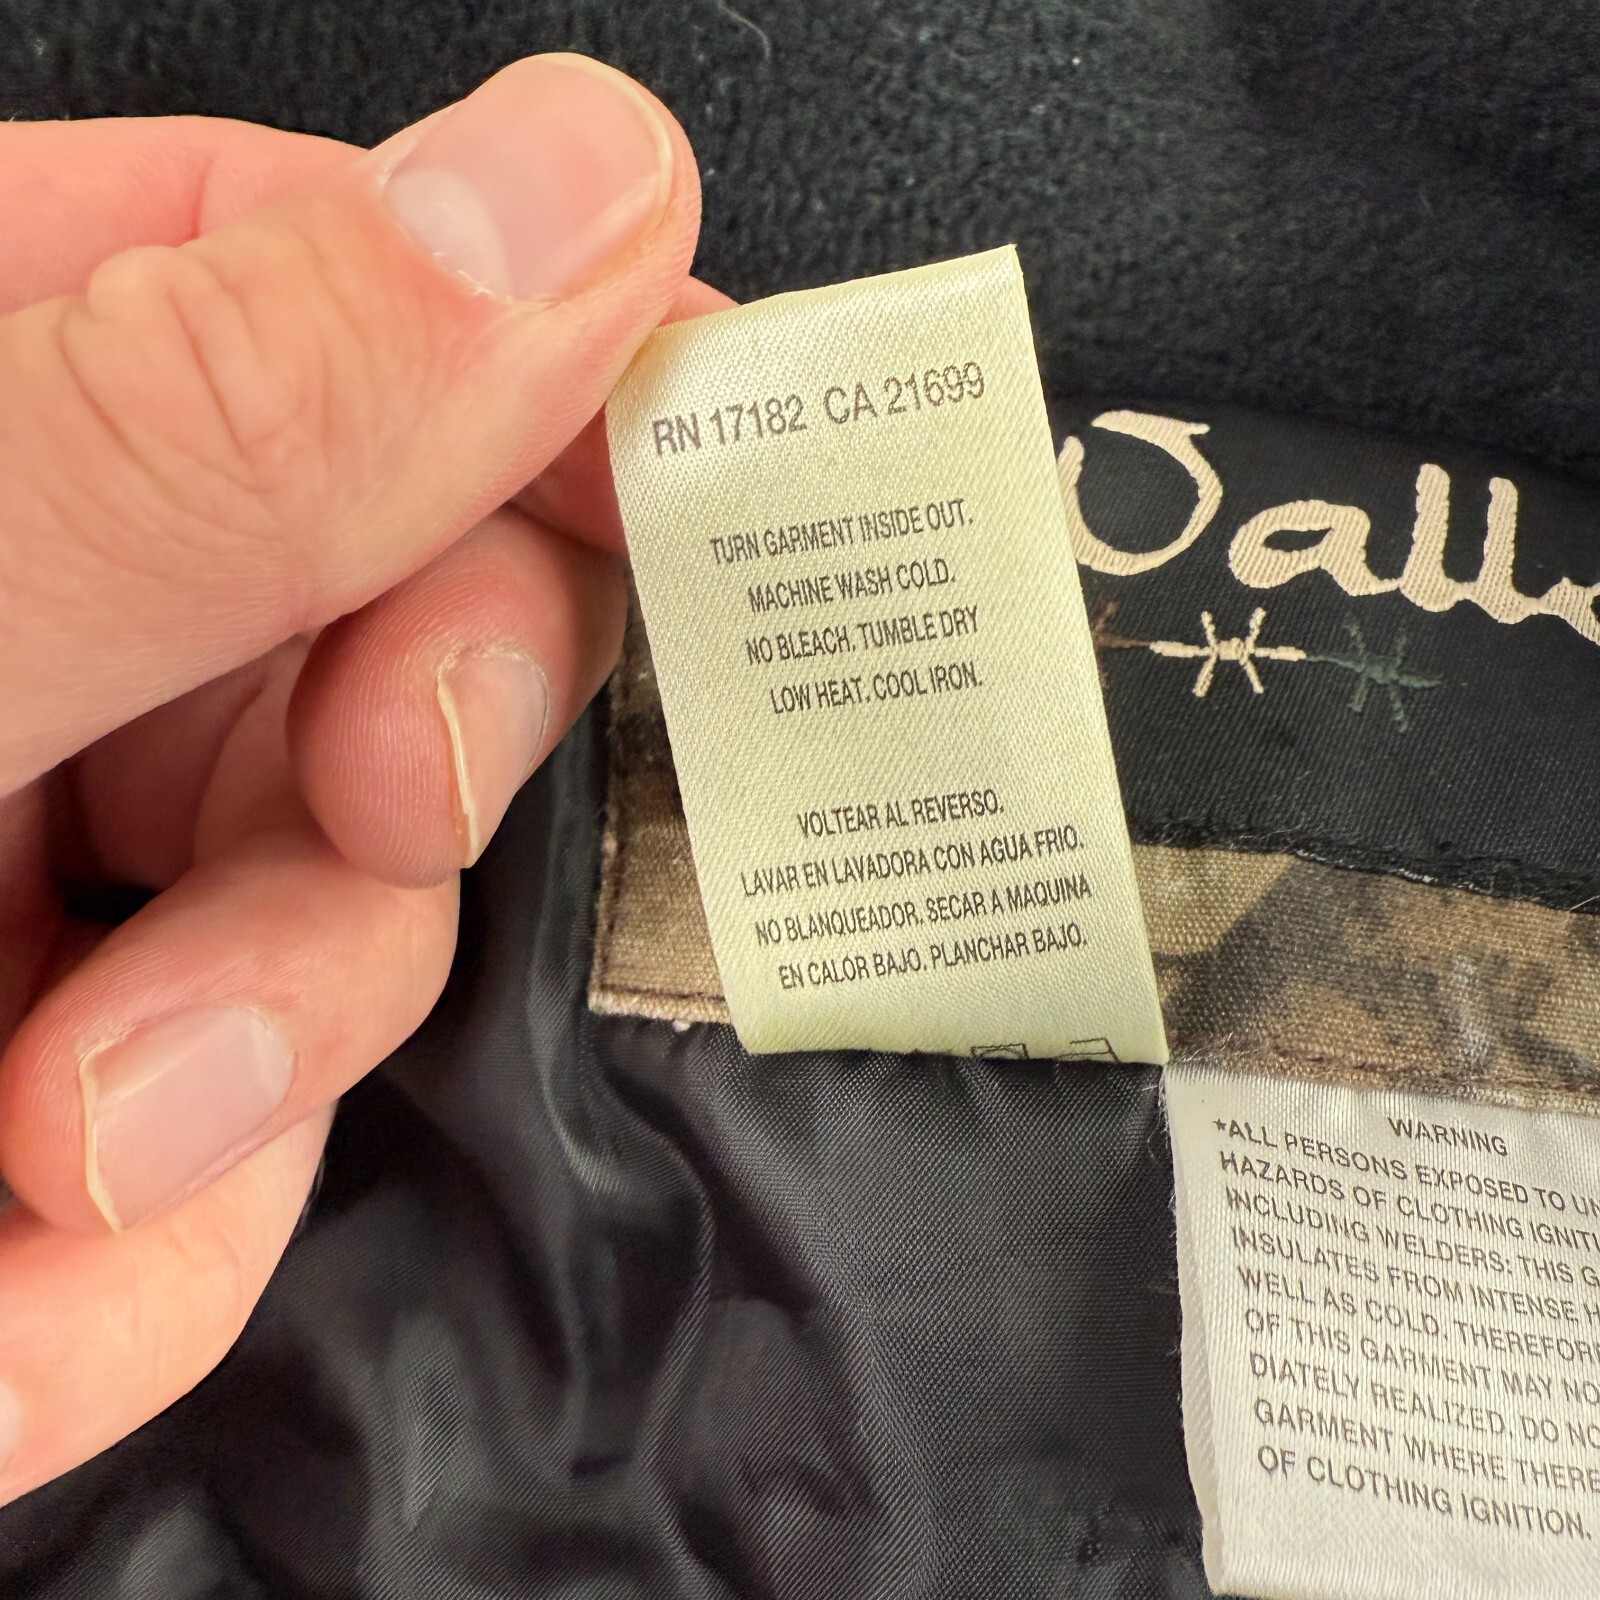 RN 17182 CA 21699
TURN GARMENT INSIDE OUT.
MACHINE WASH COLD.
NO BLEACH. TUMBLE DRY
LOW HEAT. COOL IRON.
VOLTEAR AL REVERSO.
LAVAR EN LAVADORA CON AGUA FRIO.
NO BLANQUEADOR. SECAR A MAQUINA
EN CALOR BAJO. PLANCHAR BAJO.
WARNING
*ALL PERSONS EXPOSED TO
HAZARDS OF CLOTHING
INCLUDING WELDERS: THIS
INSULATES FROM INTENSE
WELL AS COLD.
OF THIS GARMENT MAY
DIATELY REALIZED. DO
GARMENT WHERE THERE
OF CLOTHING IGNITION.